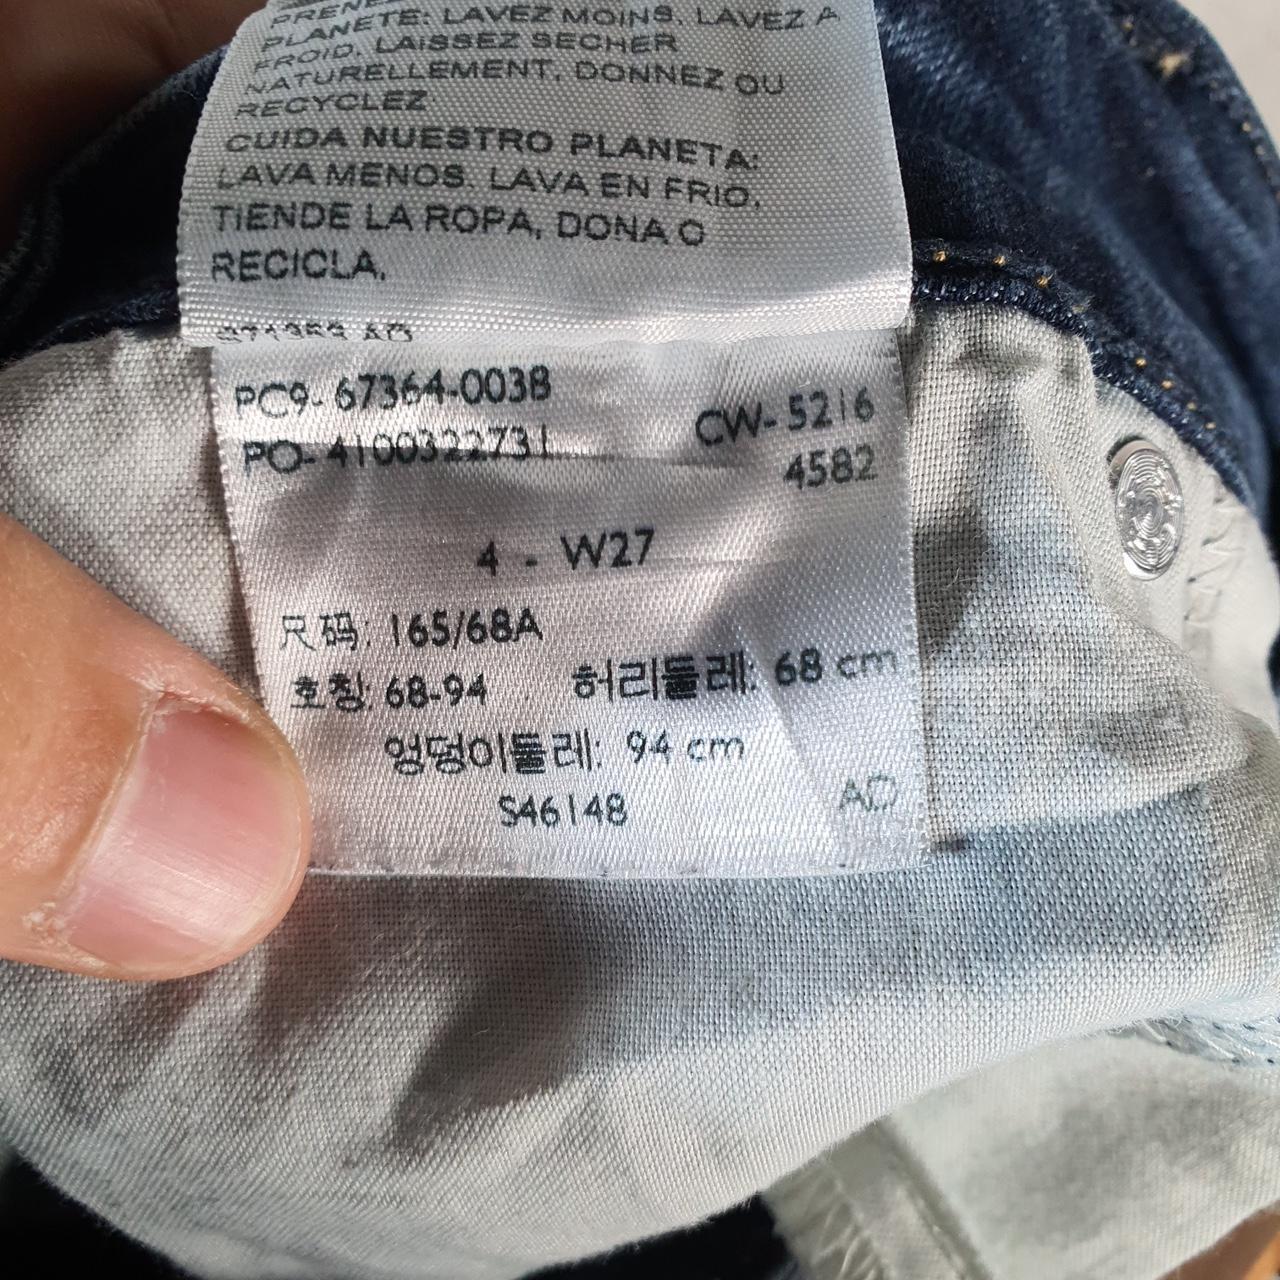 PLANETE: LAVEZ MOINS, LAVEZ A
FROID, LAISSEZ SECHER
NATURELLEMENT, DONNEZ OU
RECYCLEZ
CUIDA NUESTRO PLANETA:
LAVA MENOS. LAVA EN FRIO,
TIENDE LA ROPA, DONA O
RECICLA,
AD
PC9- 67364-0038
CW- 5216
PO- 4100322731
4582
4 - W27
尺码: 165/68A
호칭: 68-94 허리둘레: 68 cm
엉덩이둘레: 94 cm
S46148
AD